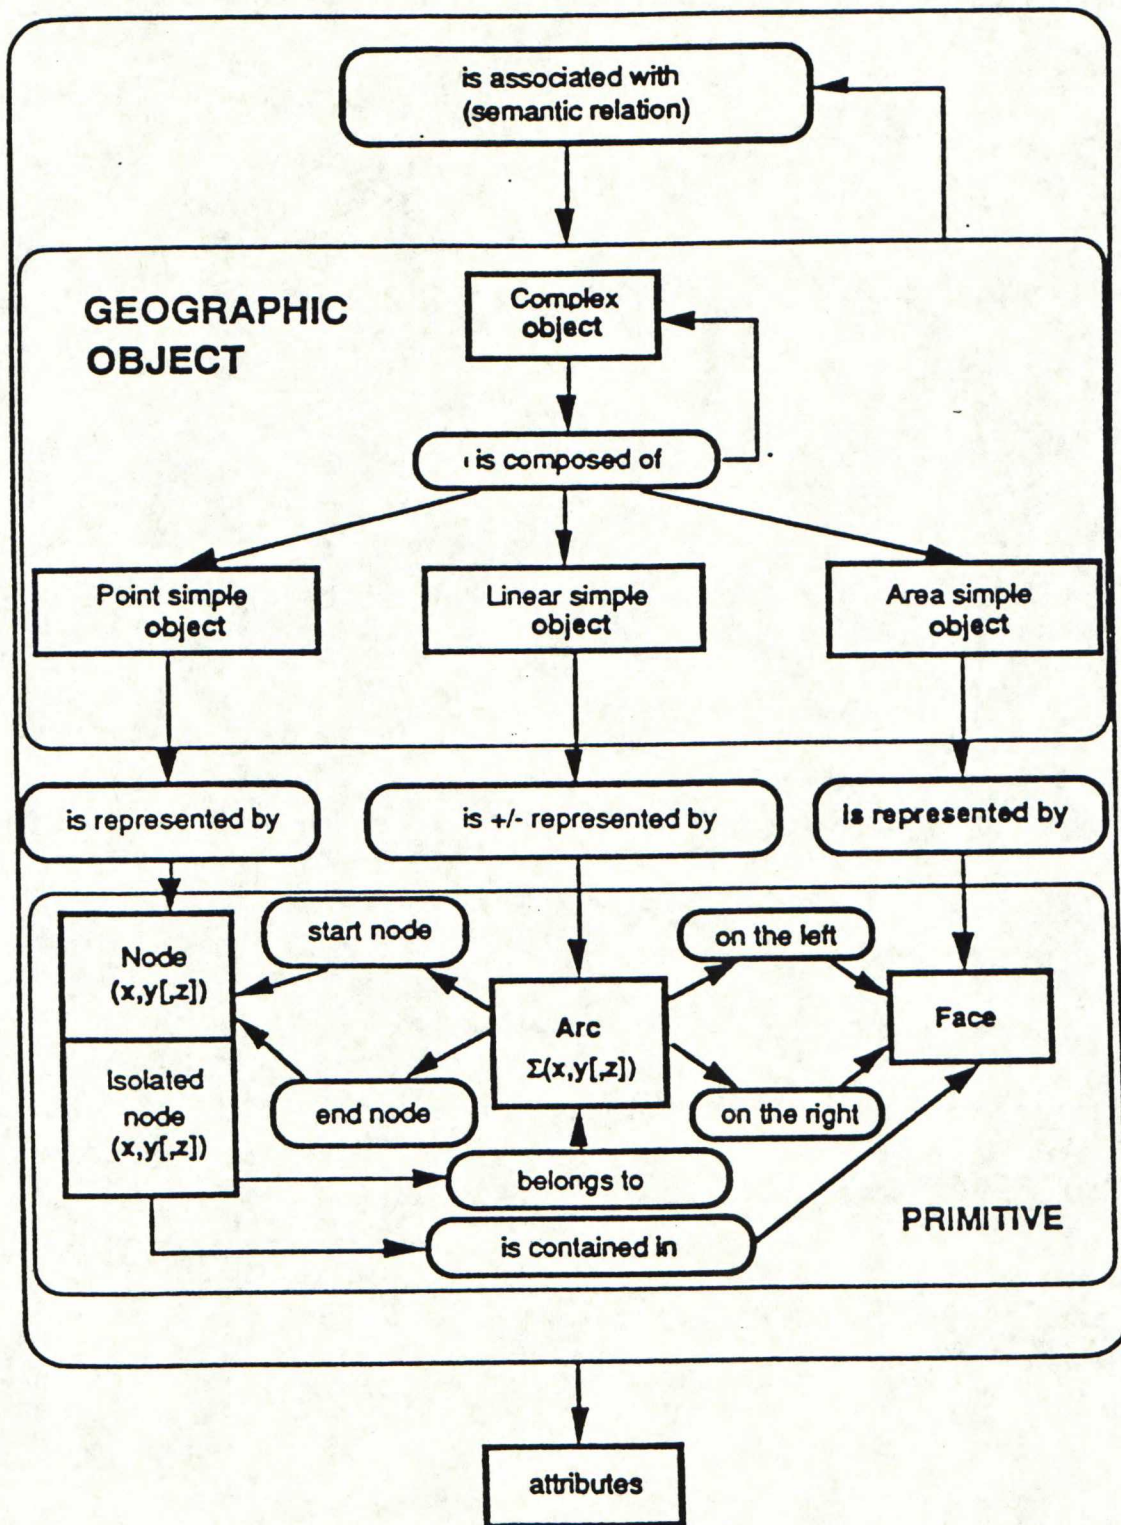 is associated with
(semantic relation)
GEOGRAPHIC
OBJECT
Complex
object
is composed of
Point simple
object
Linear simple
object
Area simple
object
is represented by
is +/- represented by
Is represented by
Node
(x,y[,z])
start node
on the left
Arc
Σ(x,y[,z])
Face
Isolated
node
(x,y[,z])
end node
on the right
belongs to
is contained in
PRIMITIVE
attributes